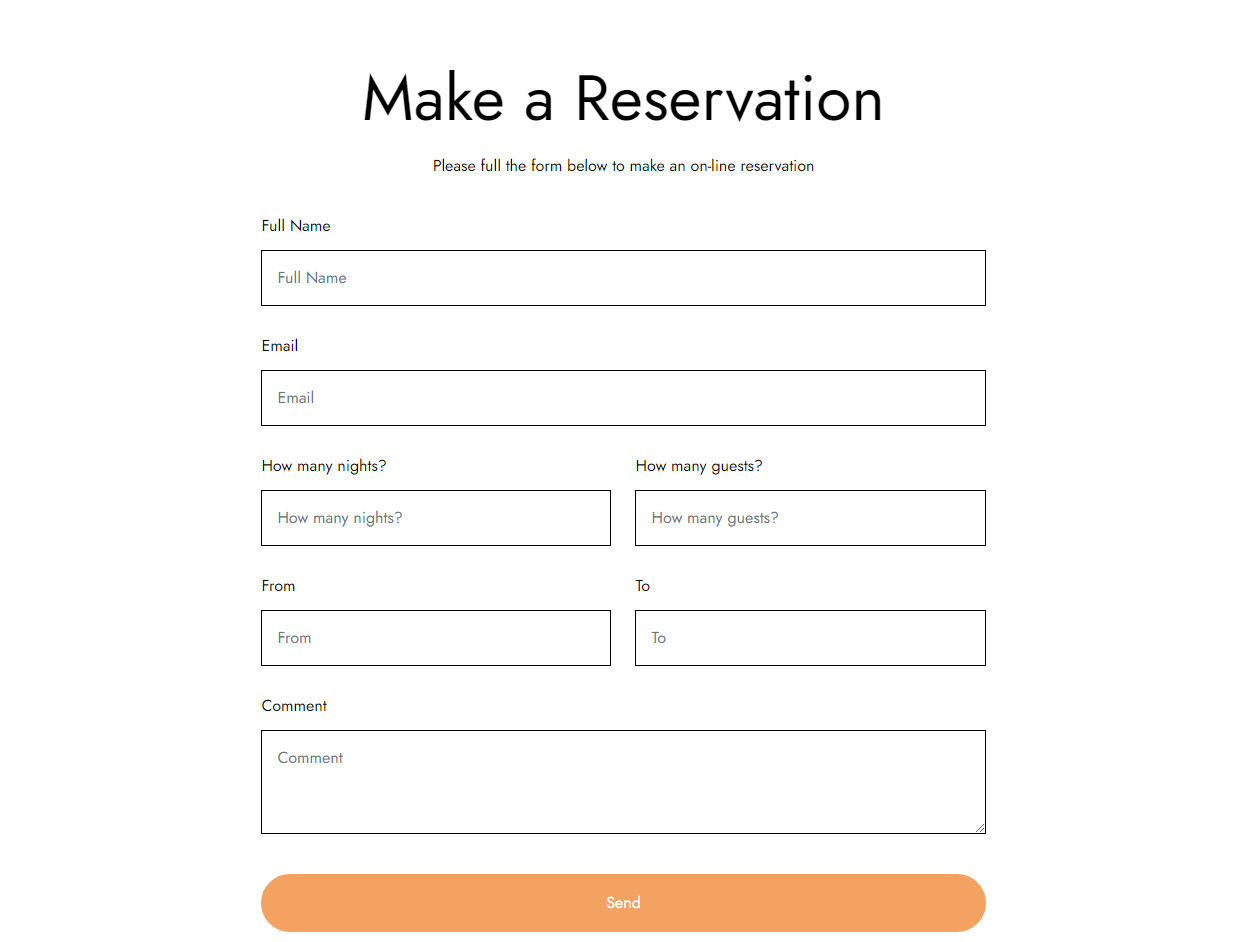 Make a Reservation
Please full the form below to make an on-line reservation
Full Name
Full Name
Email
Email
How many nights? How many guests?
How many nights? How many guests?
From To
From To
Comment
Comment
Send